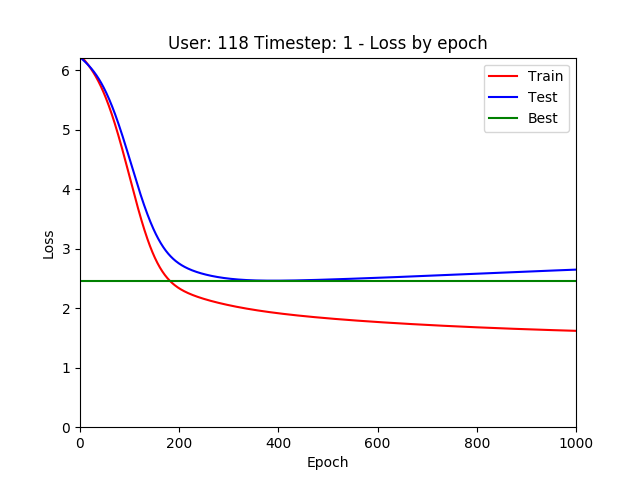 User: 118 Timestep: 1 - Loss by epoch
Train
Test
Best
Loss
6
5
4
3
2
1
0
0 200 400 600 800 1000
Epoch